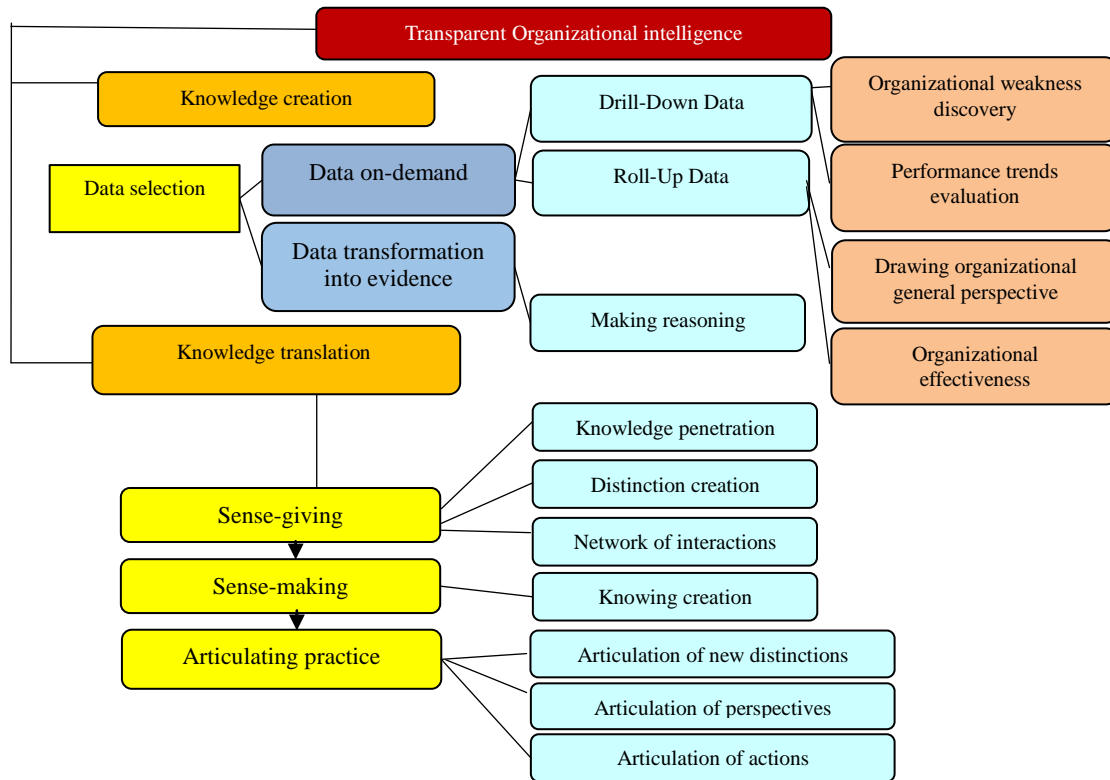 Transparent Organizational intelligence
Knowledge creation
Drill-Down Data
Organizational weakness
discovery
Data selection
Data on-demand
Roll-Up Data
Performance trends
evaluation
Data transformation
into evidence
Drawing organizational
general perspective
Making reasoning
Knowledge translation
Organizational
effectiveness
Knowledge penetration
Distinction creation
Sense-giving
Network of interactions
Sense-making
Knowing creation
Articulating practice
Articulation of new distinctions
Articulation of perspectives
Articulation of actions